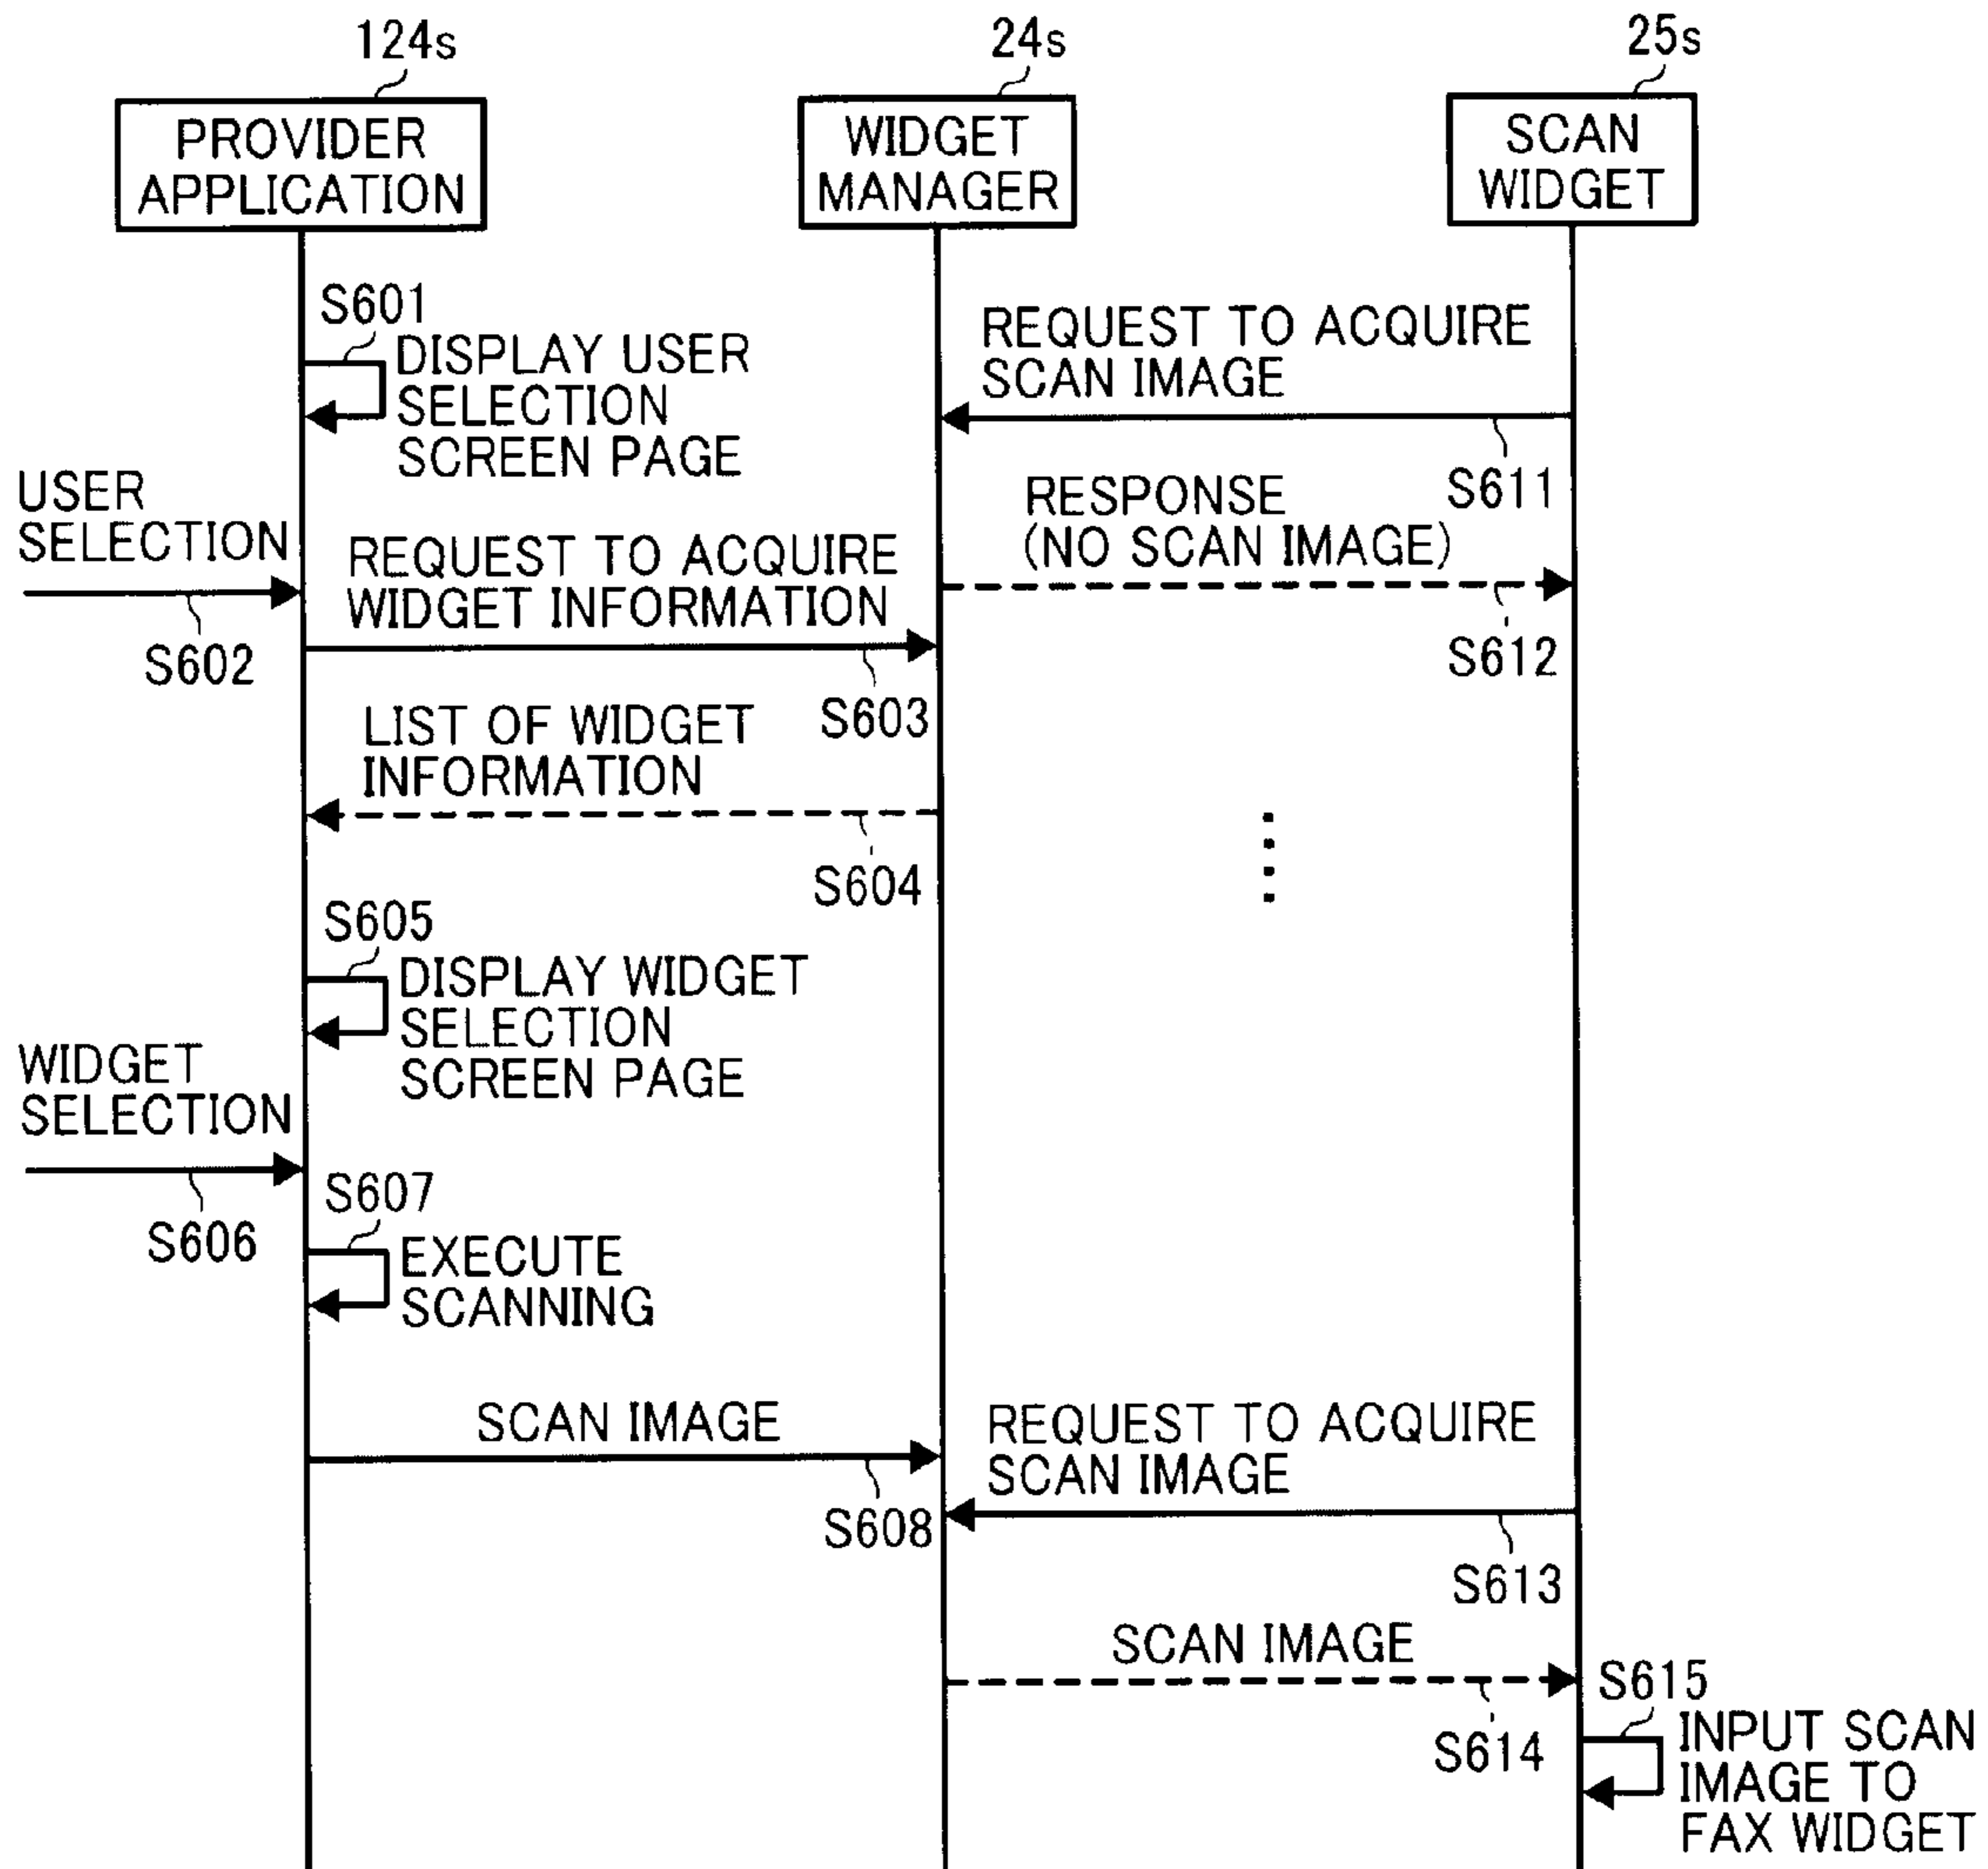 124s
24s
25s
PROVIDER
APPLICATION
WIDGET
MANAGER
SCAN
WIDGET
S601
DISPLAY USER
SELECTION
SCREEN PAGE
REQUEST TO ACQUIRE
SCAN IMAGE
S611
USER
SELECTION
S602
RESPONSE
(NO SCAN IMAGE)
S612
REQUEST TO ACQUIRE
WIDGET INFORMATION
S603
LIST OF WIDGET
INFORMATION
S604
S605
DISPLAY WIDGET
SELECTION
SCREEN PAGE
WIDGET
SELECTION
S606
S607
EXECUTE
SCANNING
SCAN IMAGE
S608
REQUEST TO ACQUIRE
SCAN IMAGE
S613
SCAN IMAGE
S614
S615
INPUT SCAN
IMAGE TO
FAX WIDGET